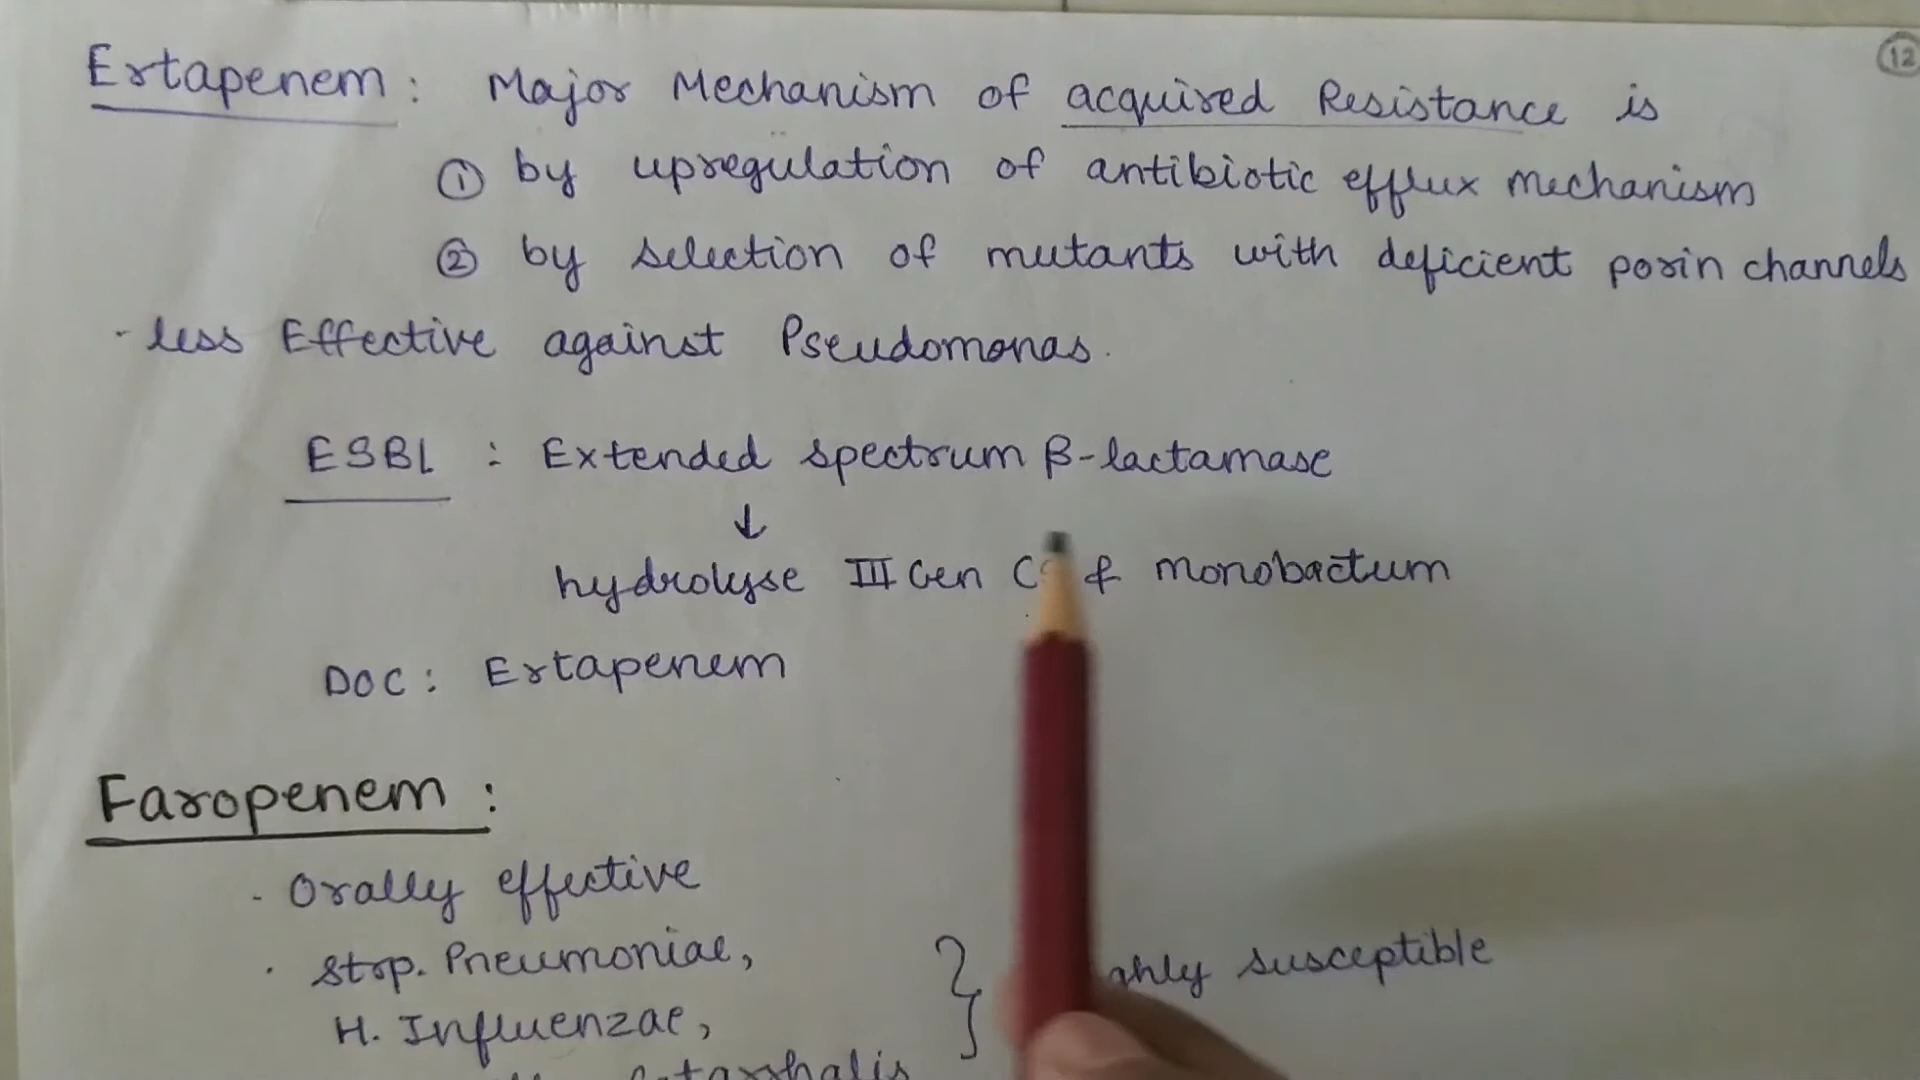 12
Ertapenem : Major Mechanism of acquired Resistance is
① by upregulation of antibiotic efflux mechanism
② by selection of mutants with deficient porin channels
- less Effective against Pseudomonas.
ESBL : Extended spectrum β-lactamase
↓
hydrolyse III Gen & monobactum
DOC : Ertapenem
Faropenem :
. Orally effective
. Strp. Pneumoniae,
H. Influenzae,
} susceptible